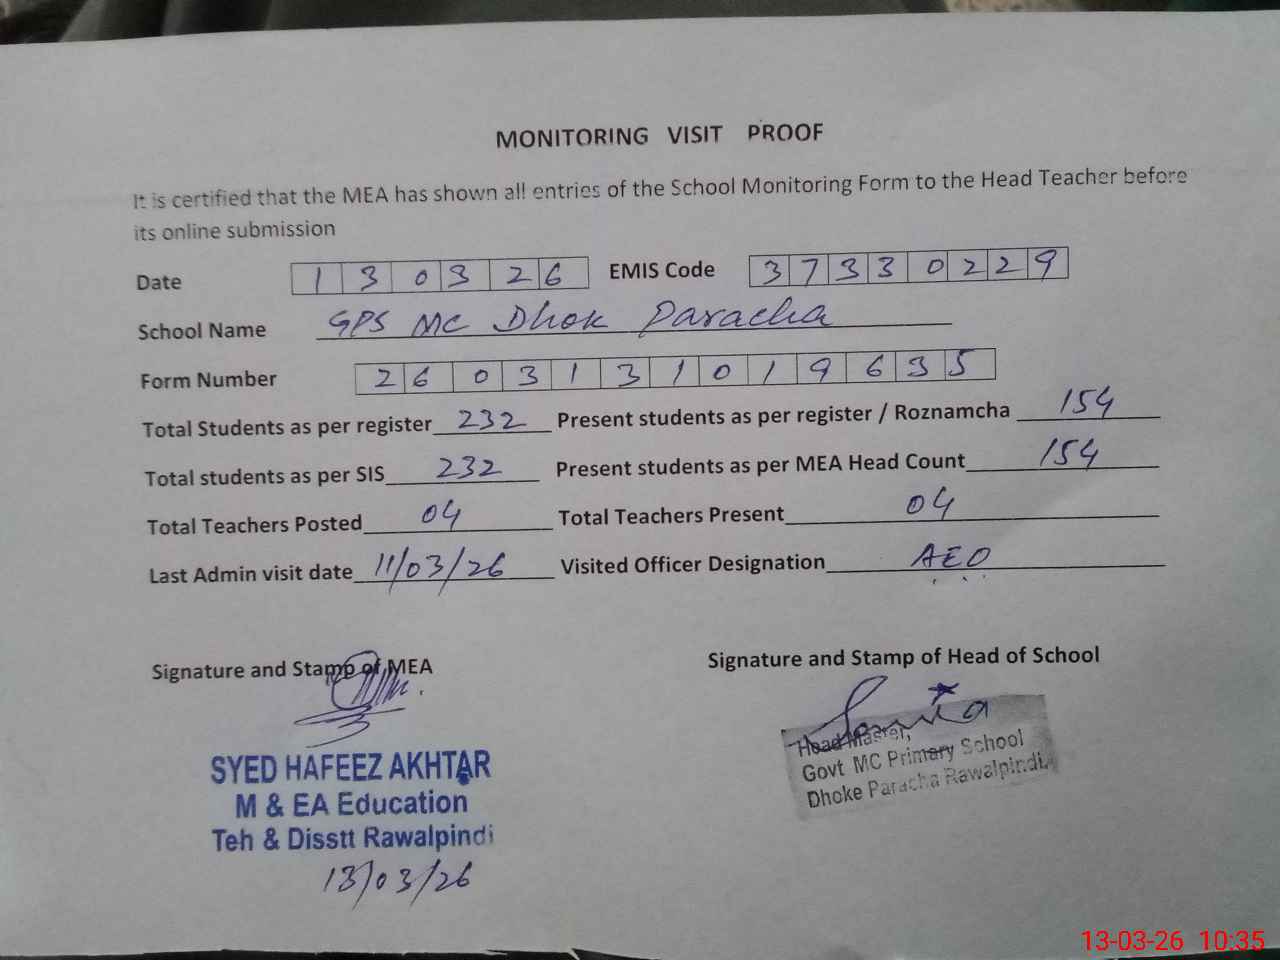 MONITORING VISIT PROOF
It is certified that the MEA has shown all entries of the School Monitoring Form to the Head Teacher before
its online submission
Date 130326 EMIS Code 37330229
School Name GPS MC Dhok Paracha
Form Number 2603131019635
Total Students as per register 232 Present students as per register / Roznamcha 154
Total students as per SIS 232 Present students as per MEA Head Count 154
Total Teachers Posted 04 Total Teachers Present 04
Last Admin visit date 11/03/26 Visited Officer Designation AEO
Signature and Stamp of MEA Signature and Stamp of Head of School
SYED HAFEEZ AKHTAR
M & EA Education
Teh & Disstt Rawalpindi
13/03/26
Head Master,
Govt MC Primary School
Dhoke Paracha Rawalpindi.
13-03-26 10:35